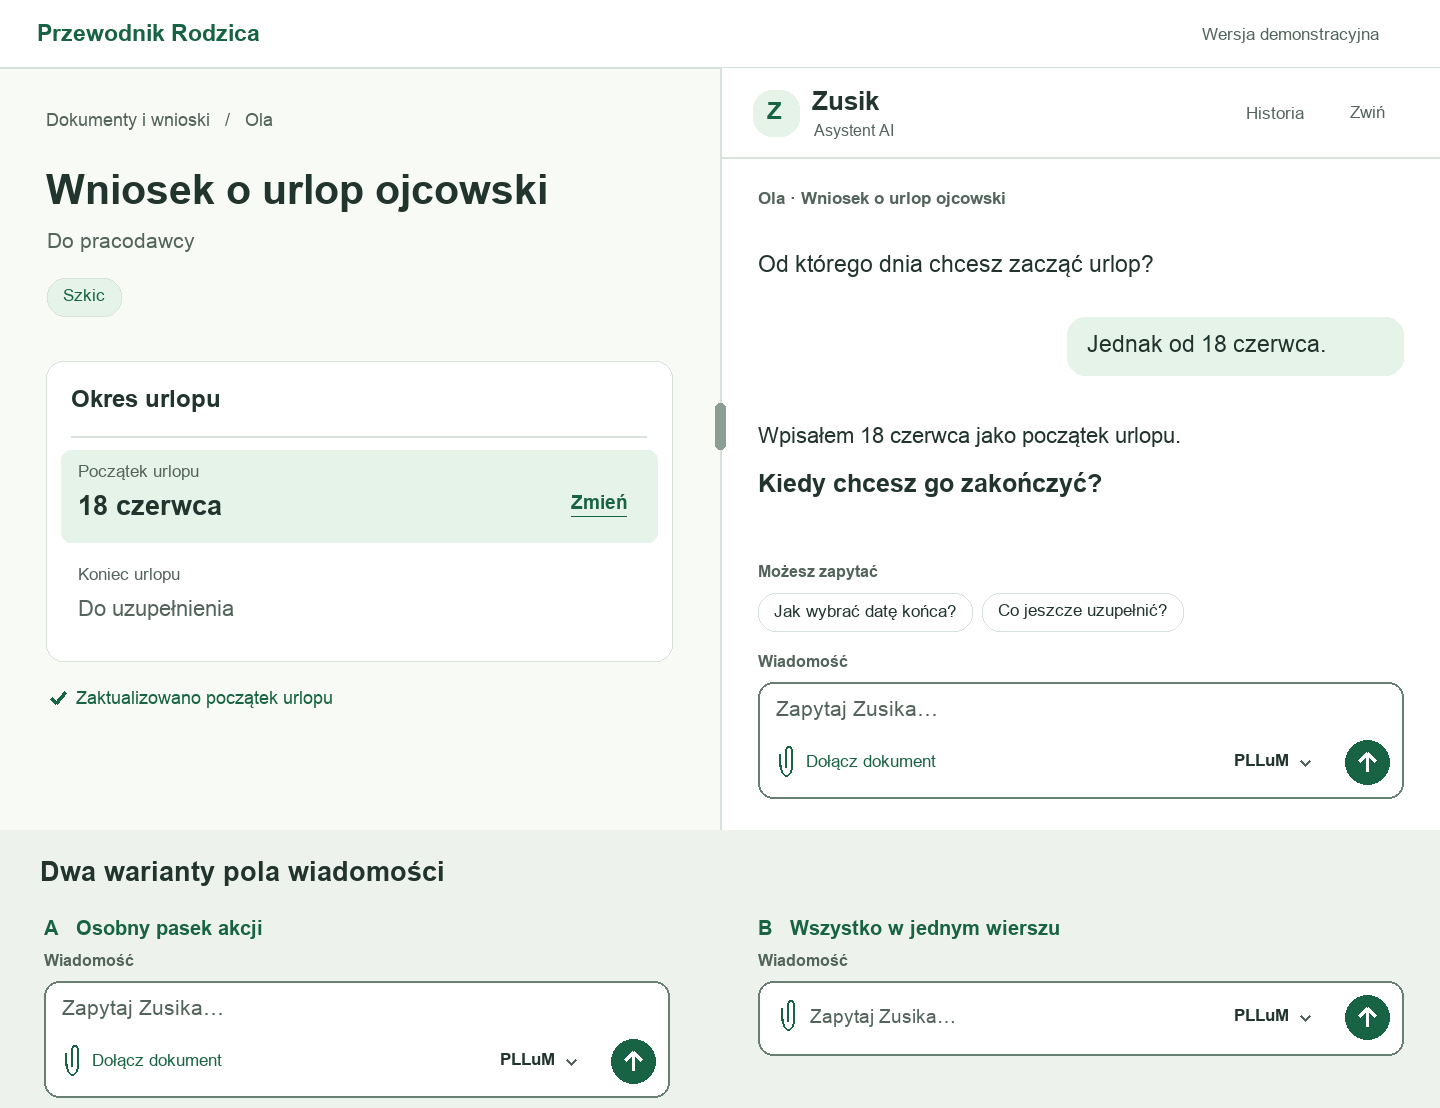 Przewodnik Rodzica
Wersja demonstracyjna
Dokumenty i wnioski / Ola
Wniosek o urlop ojcowski
Do pracodawcy
Szkic
Okres urlopu
Początek urlopu
18 czerwca
Zmień
Koniec urlopu
Do uzupełnienia
Zaktualizowano początek urlopu
Z
Zusik
Asystent AI
Historia
Zwiń
Ola · Wniosek o urlop ojcowski
Od którego dnia chcesz zacząć urlop?
Jednak od 18 czerwca.
Wpisałem 18 czerwca jako początek urlopu.
Kiedy chcesz go zakończyć?
Możesz zapytać
Jak wybrać datę końca?
Co jeszcze uzupełnić?
Wiadomość
Zapytaj Zusika…
Dołącz dokument
PLLuM
Dwa warianty pola wiadomości
A Osobny pasek akcji
Wiadomość
Zapytaj Zusika…
Dołącz dokument
PLLuM
B Wszystko w jednym wierszu
Wiadomość
Zapytaj Zusika…
PLLuM